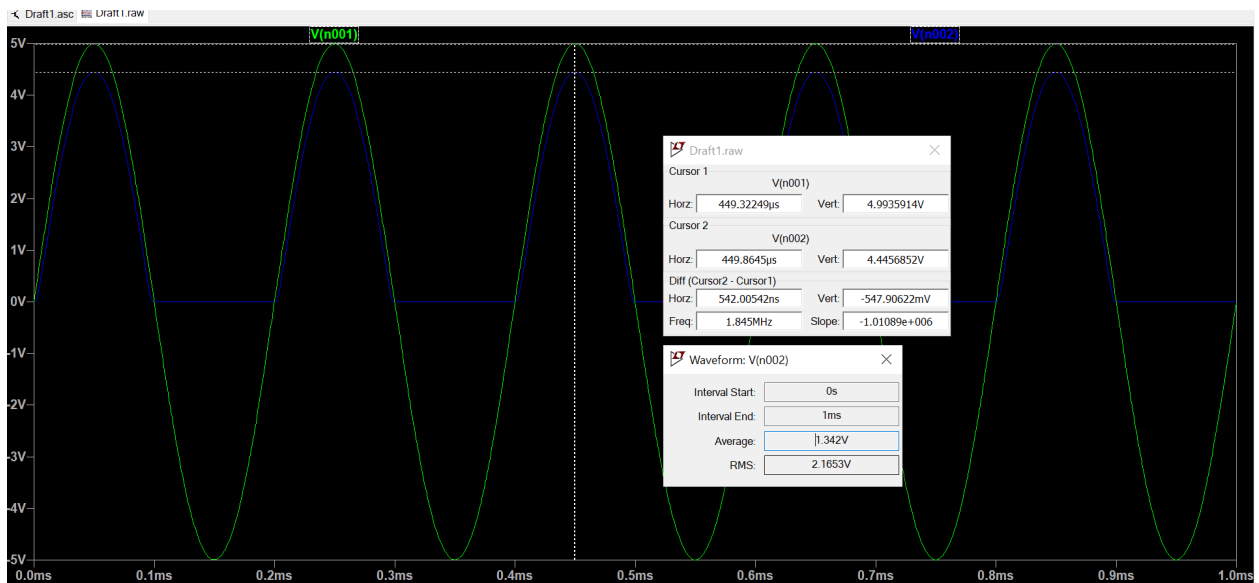 Draft1.asc Draft1.raw
V(n001) V(n002)
5V
4V
3V
2V
1V
0V
-1V
-2V
-3V
-4V
-5V
0.0ms 0.1ms 0.2ms 0.3ms 0.4ms 0.5ms 0.6ms 0.7ms 0.8ms 0.9ms 1.0ms
Draft1.raw
Cursor 1
V(n001)
Horz: 449.32249µs Vert: 4.9935914V
Cursor 2
V(n002)
Horz: 449.8645µs Vert: 4.4456852V
Diff (Cursor2 - Cursor1)
Horz: 542.00542ns Vert: -547.90622mV
Freq: 1.845MHz Slope: -1.01089e+006
Waveform: V(n002)
Interval Start: 0s
Interval End: 1ms
Average: 1.342V
RMS: 2.1653V